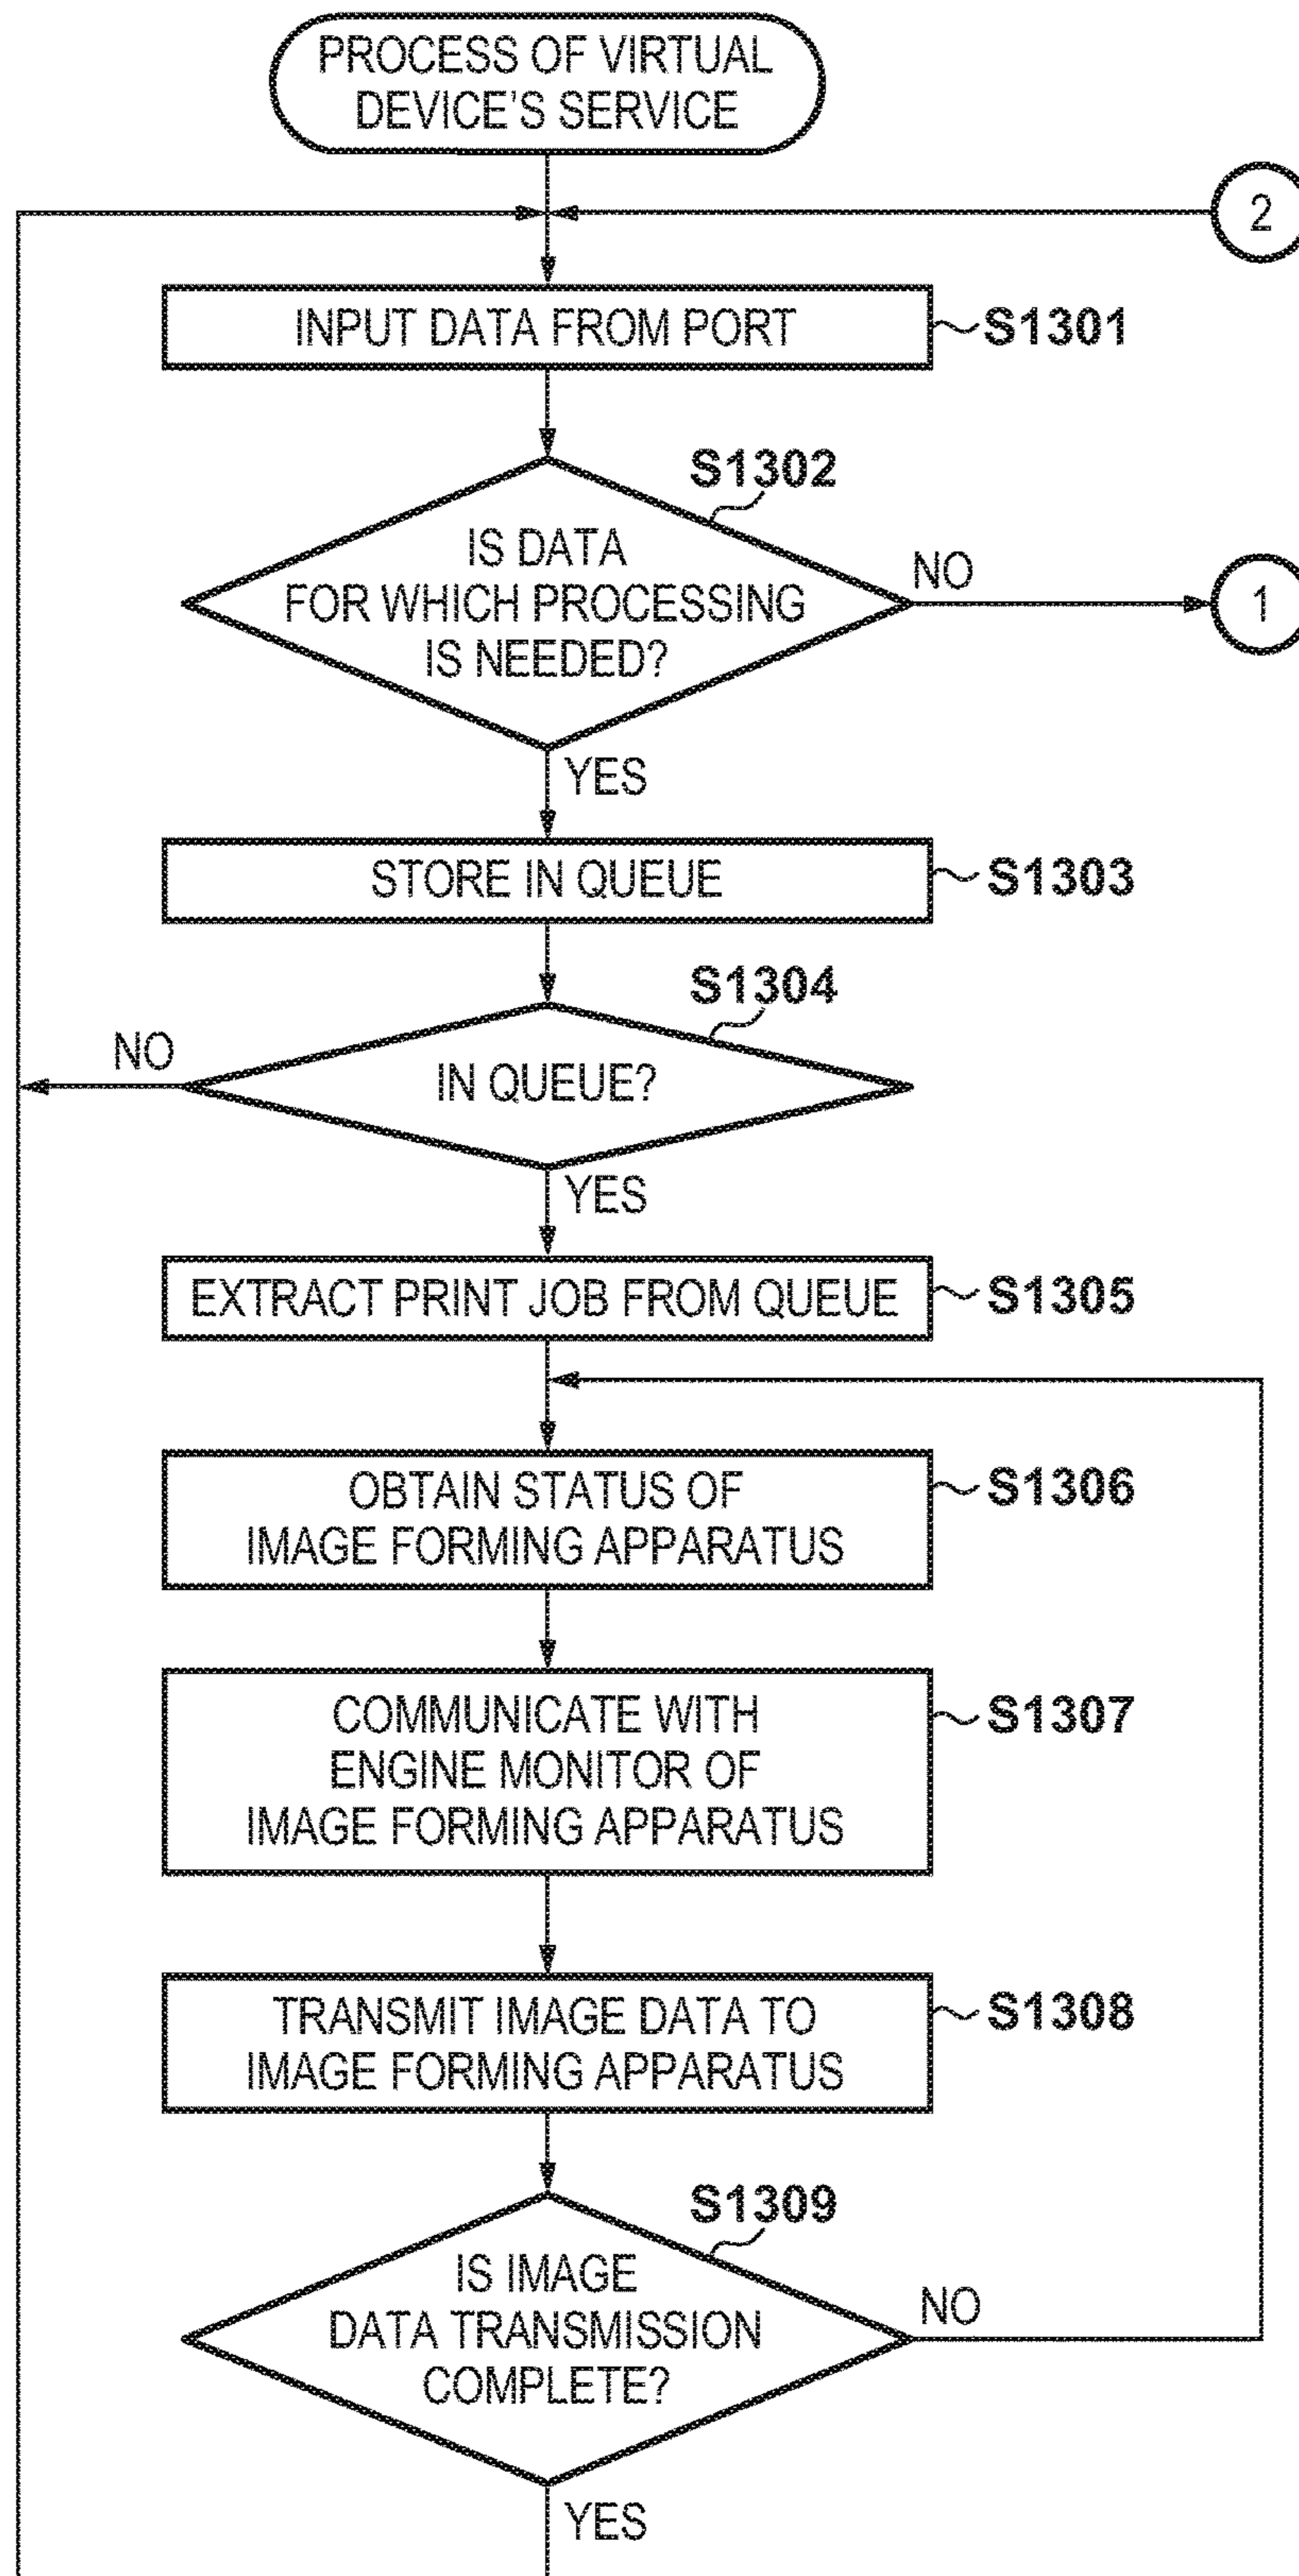 PROCESS OF VIRTUAL
DEVICE'S SERVICE
2
INPUT DATA FROM PORT
S1301
S1302
IS DATA
FOR WHICH PROCESSING
IS NEEDED?
NO
1
YES
STORE IN QUEUE
S1303
S1304
NO
IN QUEUE?
YES
EXTRACT PRINT JOB FROM QUEUE
S1305
OBTAIN STATUS OF
IMAGE FORMING APPARATUS
S1306
COMMUNICATE WITH
ENGINE MONITOR OF
IMAGE FORMING APPARATUS
S1307
TRANSMIT IMAGE DATA TO
IMAGE FORMING APPARATUS
S1308
S1309
IS IMAGE
DATA TRANSMISSION
COMPLETE?
NO
YES